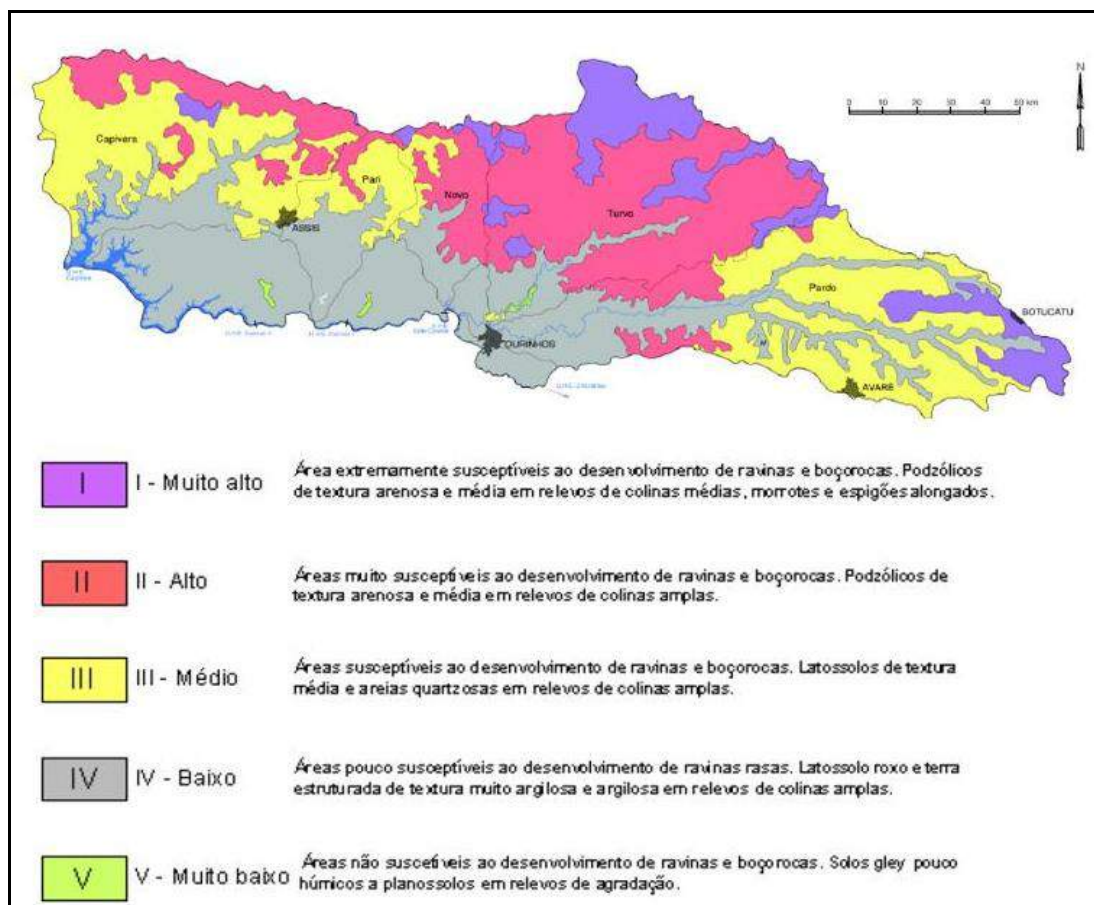 N
0 10 20 30 40 50 km
Capivara
Pari
Novo
Turvo
ASSIS
Pardo
BOTUCATU
OURINHOS
AVARÉ
I
I - Muito alto
Área extremamente susceptíveis ao desenvolvimento de ravinas e boçorocas. Podzólicos
de textura arenosa e média em relevos de colinas médias, morrotes e espigões alongados.
II
II - Alto
Áreas muito susceptíveis ao desenvolvimento de ravinas e boçorocas. Podzólicos de
textura arenosa e média em relevos de colinas amplas.
III
III - Médio
Áreas susceptíveis ao desenvolvimento de ravinas e boçorocas. Latossolos de textura
média e areias quartzosas em relevos de colinas amplas.
IV
IV - Baixo
Áreas pouco susceptíveis ao desenvolvimento de ravinas rasas. Latossolo roxo e terra
estruturada de textura muito argilosa e argilosa em relevos de colinas amplas.
V
V - Muito baixo
Áreas não suscetíveis ao desenvolvimento de ravinas e boçorocas. Solos gley pouco
húmicos a planossolos em relevos de agradação.